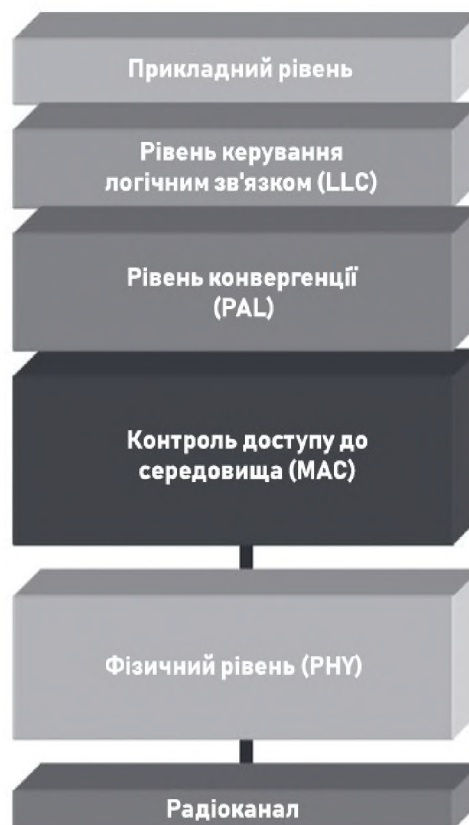 Прикладний рівень
Рівень керування
логічним зв'язком (LLC)
Рівень конвергенції
(PAL)
Контроль доступу до
середовища (MAC)
Фізичний рівень (PHY)
Радіоканал